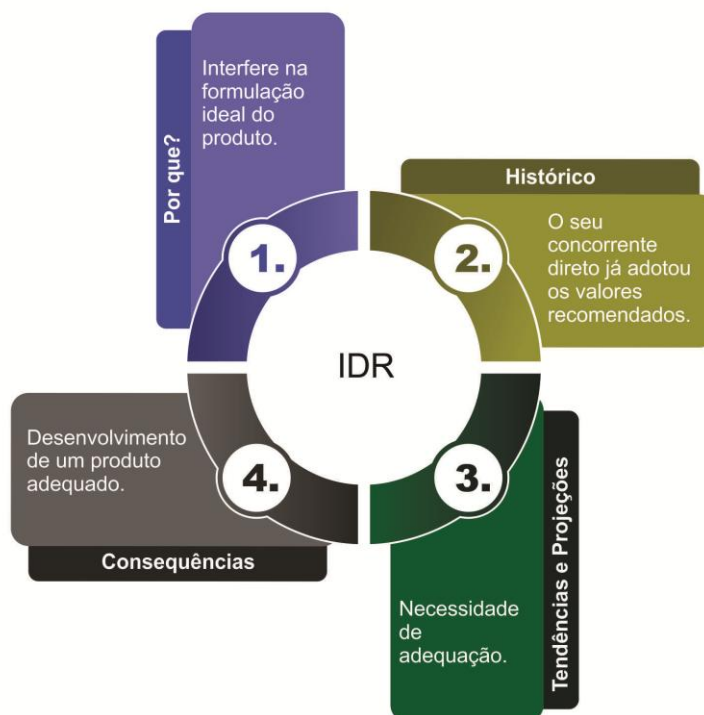 Por que?
Interfere na
formulação
ideal do
produto.
1.
Histórico
O seu
concorrente
direto já adotou
os valores
recomendados.
2.
IDR
Tendências e Projeções
Necessidade
de
adequação.
3.
Desenvolvimento
de um produto
adequado.
4.
Consequências